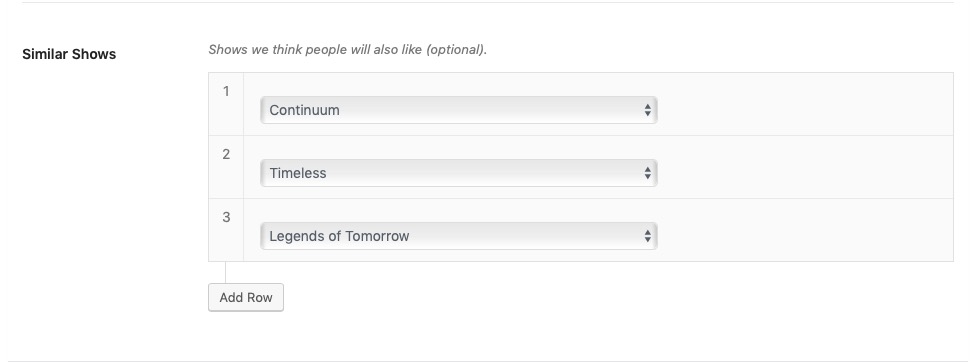 Similar Shows
Shows we think people will also like (optional).
1
Continuum
2
Timeless
3
Legends of Tomorrow
Add Row